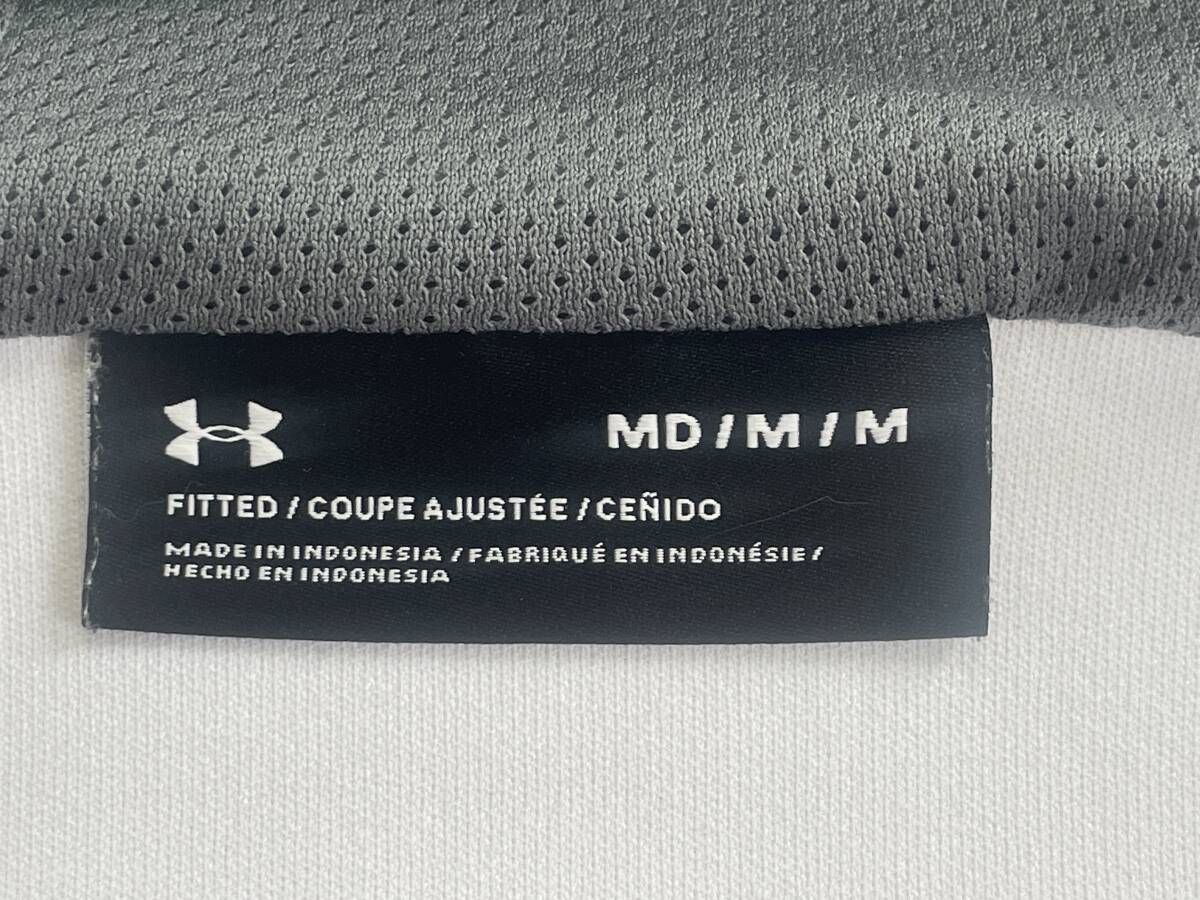 MD / M / M
FITTED / COUPE AJUSTÉE / CEÑIDO
MADE IN INDONESIA / FABRIQUÉ EN INDONÉSIE /
HECHO EN INDONESIA